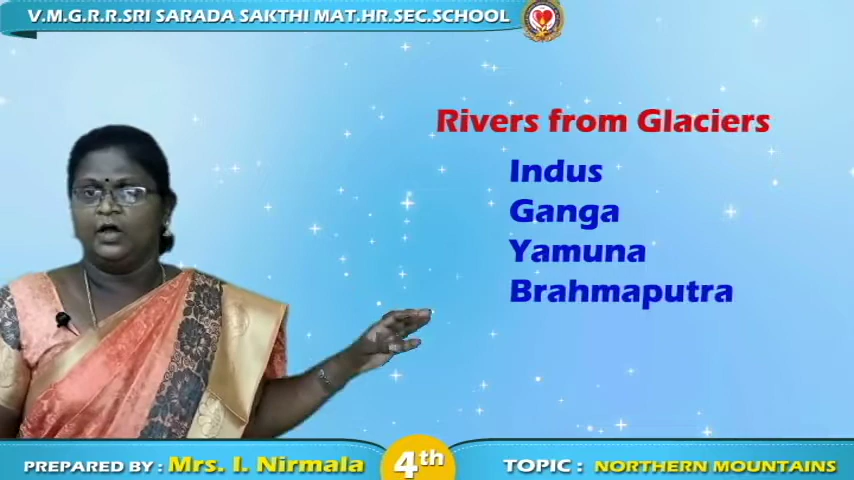 V.M.G.R.R.SRI SARADA SAKTHI MAT.HR.SEC.SCHOOL
Rivers from Glaciers
Indus
Ganga
Yamuna
Brahmaputra
PREPARED BY : Mrs. I. Nirmala
4th
TOPIC : NORTHERN MOUNTAINS